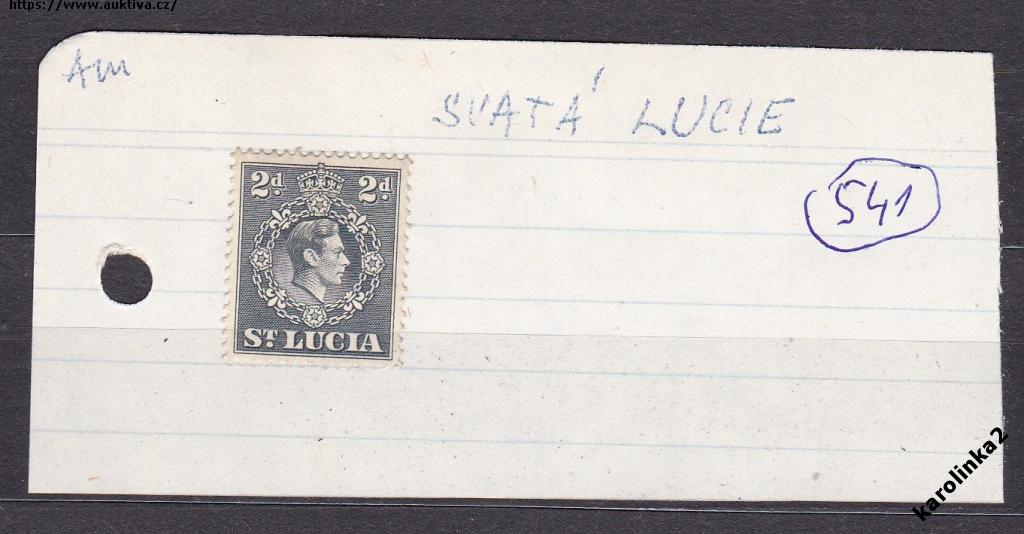 https://www.auktiva.cz/
Am
SVATÁ LUCIE
541
2d 2d
ST. LUCIA
karolinka2